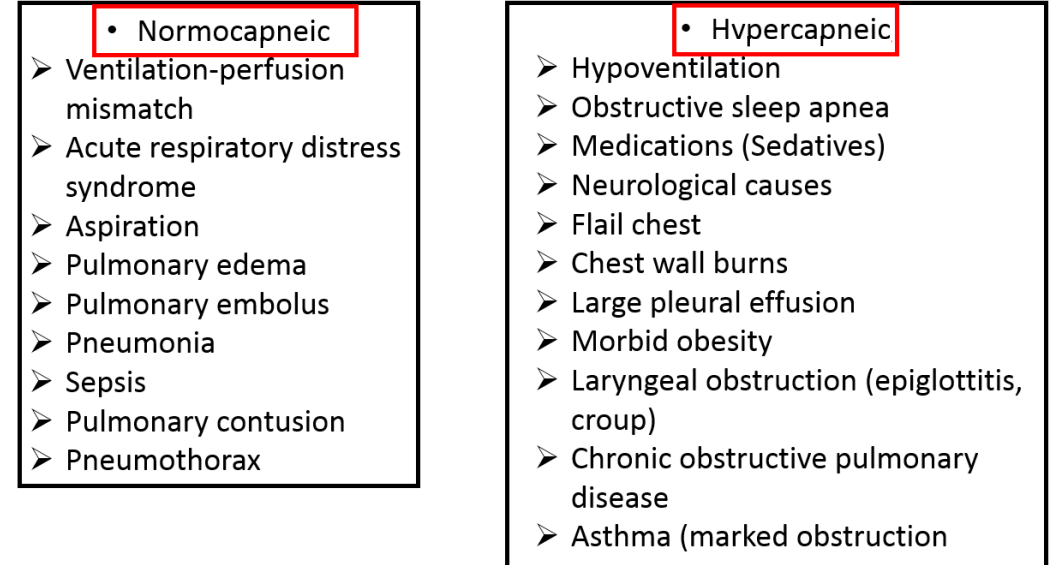 • Normocapneic
➢ Ventilation-perfusion
mismatch
➢ Acute respiratory distress
syndrome
➢ Aspiration
➢ Pulmonary edema
➢ Pulmonary embolus
➢ Pneumonia
➢ Sepsis
➢ Pulmonary contusion
➢ Pneumothorax
• Hypercapneic
➢ Hypoventilation
➢ Obstructive sleep apnea
➢ Medications (Sedatives)
➢ Neurological causes
➢ Flail chest
➢ Chest wall burns
➢ Large pleural effusion
➢ Morbid obesity
➢ Laryngeal obstruction (epiglottitis,
croup)
➢ Chronic obstructive pulmonary
disease
➢ Asthma (marked obstruction